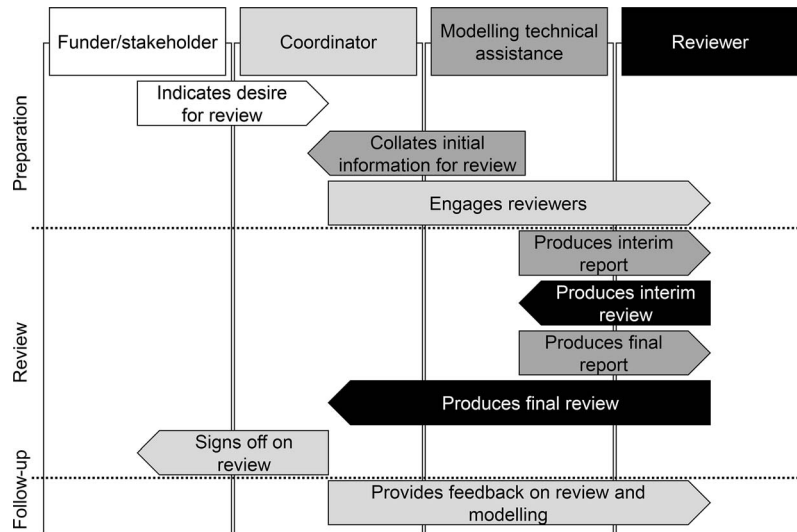 Funder/stakeholder
Coordinator
Modelling technical
assistance
Reviewer
Preparation
Indicates desire
for review
Collates initial
information for review
Engages reviewers
Review
Produces interim
report
Produces interim
review
Produces final
report
Produces final review
Signs off on
review
Follow-up
Provides feedback on review and
modelling